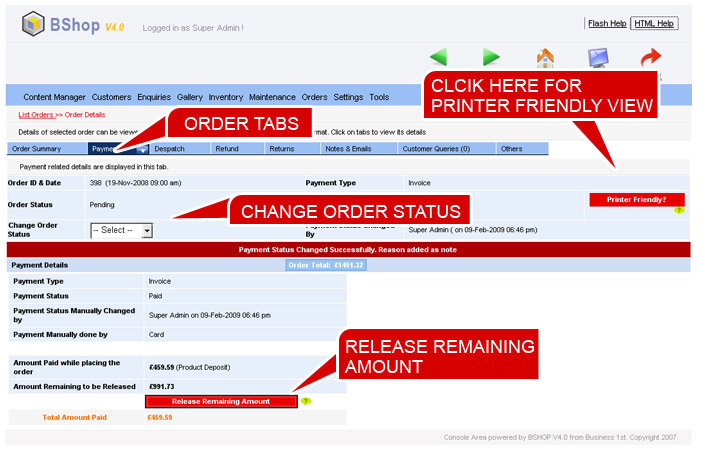 BShop V4.0
Logged in as Super Admin !
Flash Help
HTML Help
CLCIK HERE FOR
PRINTER FRIENDLY VIEW
Content Manager Customers Enquiries Gallery Inventory Maintenance Orders Settings Tools
List Orders >> Order Details
ORDER TABS
Details of selected order can be view
rmat. Click on tabs to view its details
Order Summary Payme Despatch Refund Returns Notes & Emails Customer Queries (0) Others
Payment related details are displayed in this tab.
Order ID & Date 398 (19-Nov-2008 09:00 am) Payment Type Invoice
Order Status Pending
Printer Friendly?
CHANGE ORDER STATUS
Change Order
Status
-- Select --
By
Super Admin ( on 09-Feb-2009 06:46 pm)
Payment Status Changed Successfully. Reason added as note
Payment Details Order Total: £1451.32
Payment Type Invoice
Payment Status Paid
Payment Status Manually Changed
by
Super Admin on 09-Feb-2009 06:46 pm
Payment Manually done by Card
RELEASE REMAINING
AMOUNT
Amount Paid while placing the
order
£459.59 (Product Deposit)
Amount Remaining to be Released £991.73
Release Remaining Amount ?
Total Amount Paid £459.59
Console Area powered by BSHOP V4.0 from Business 1st. Copyright 2007.